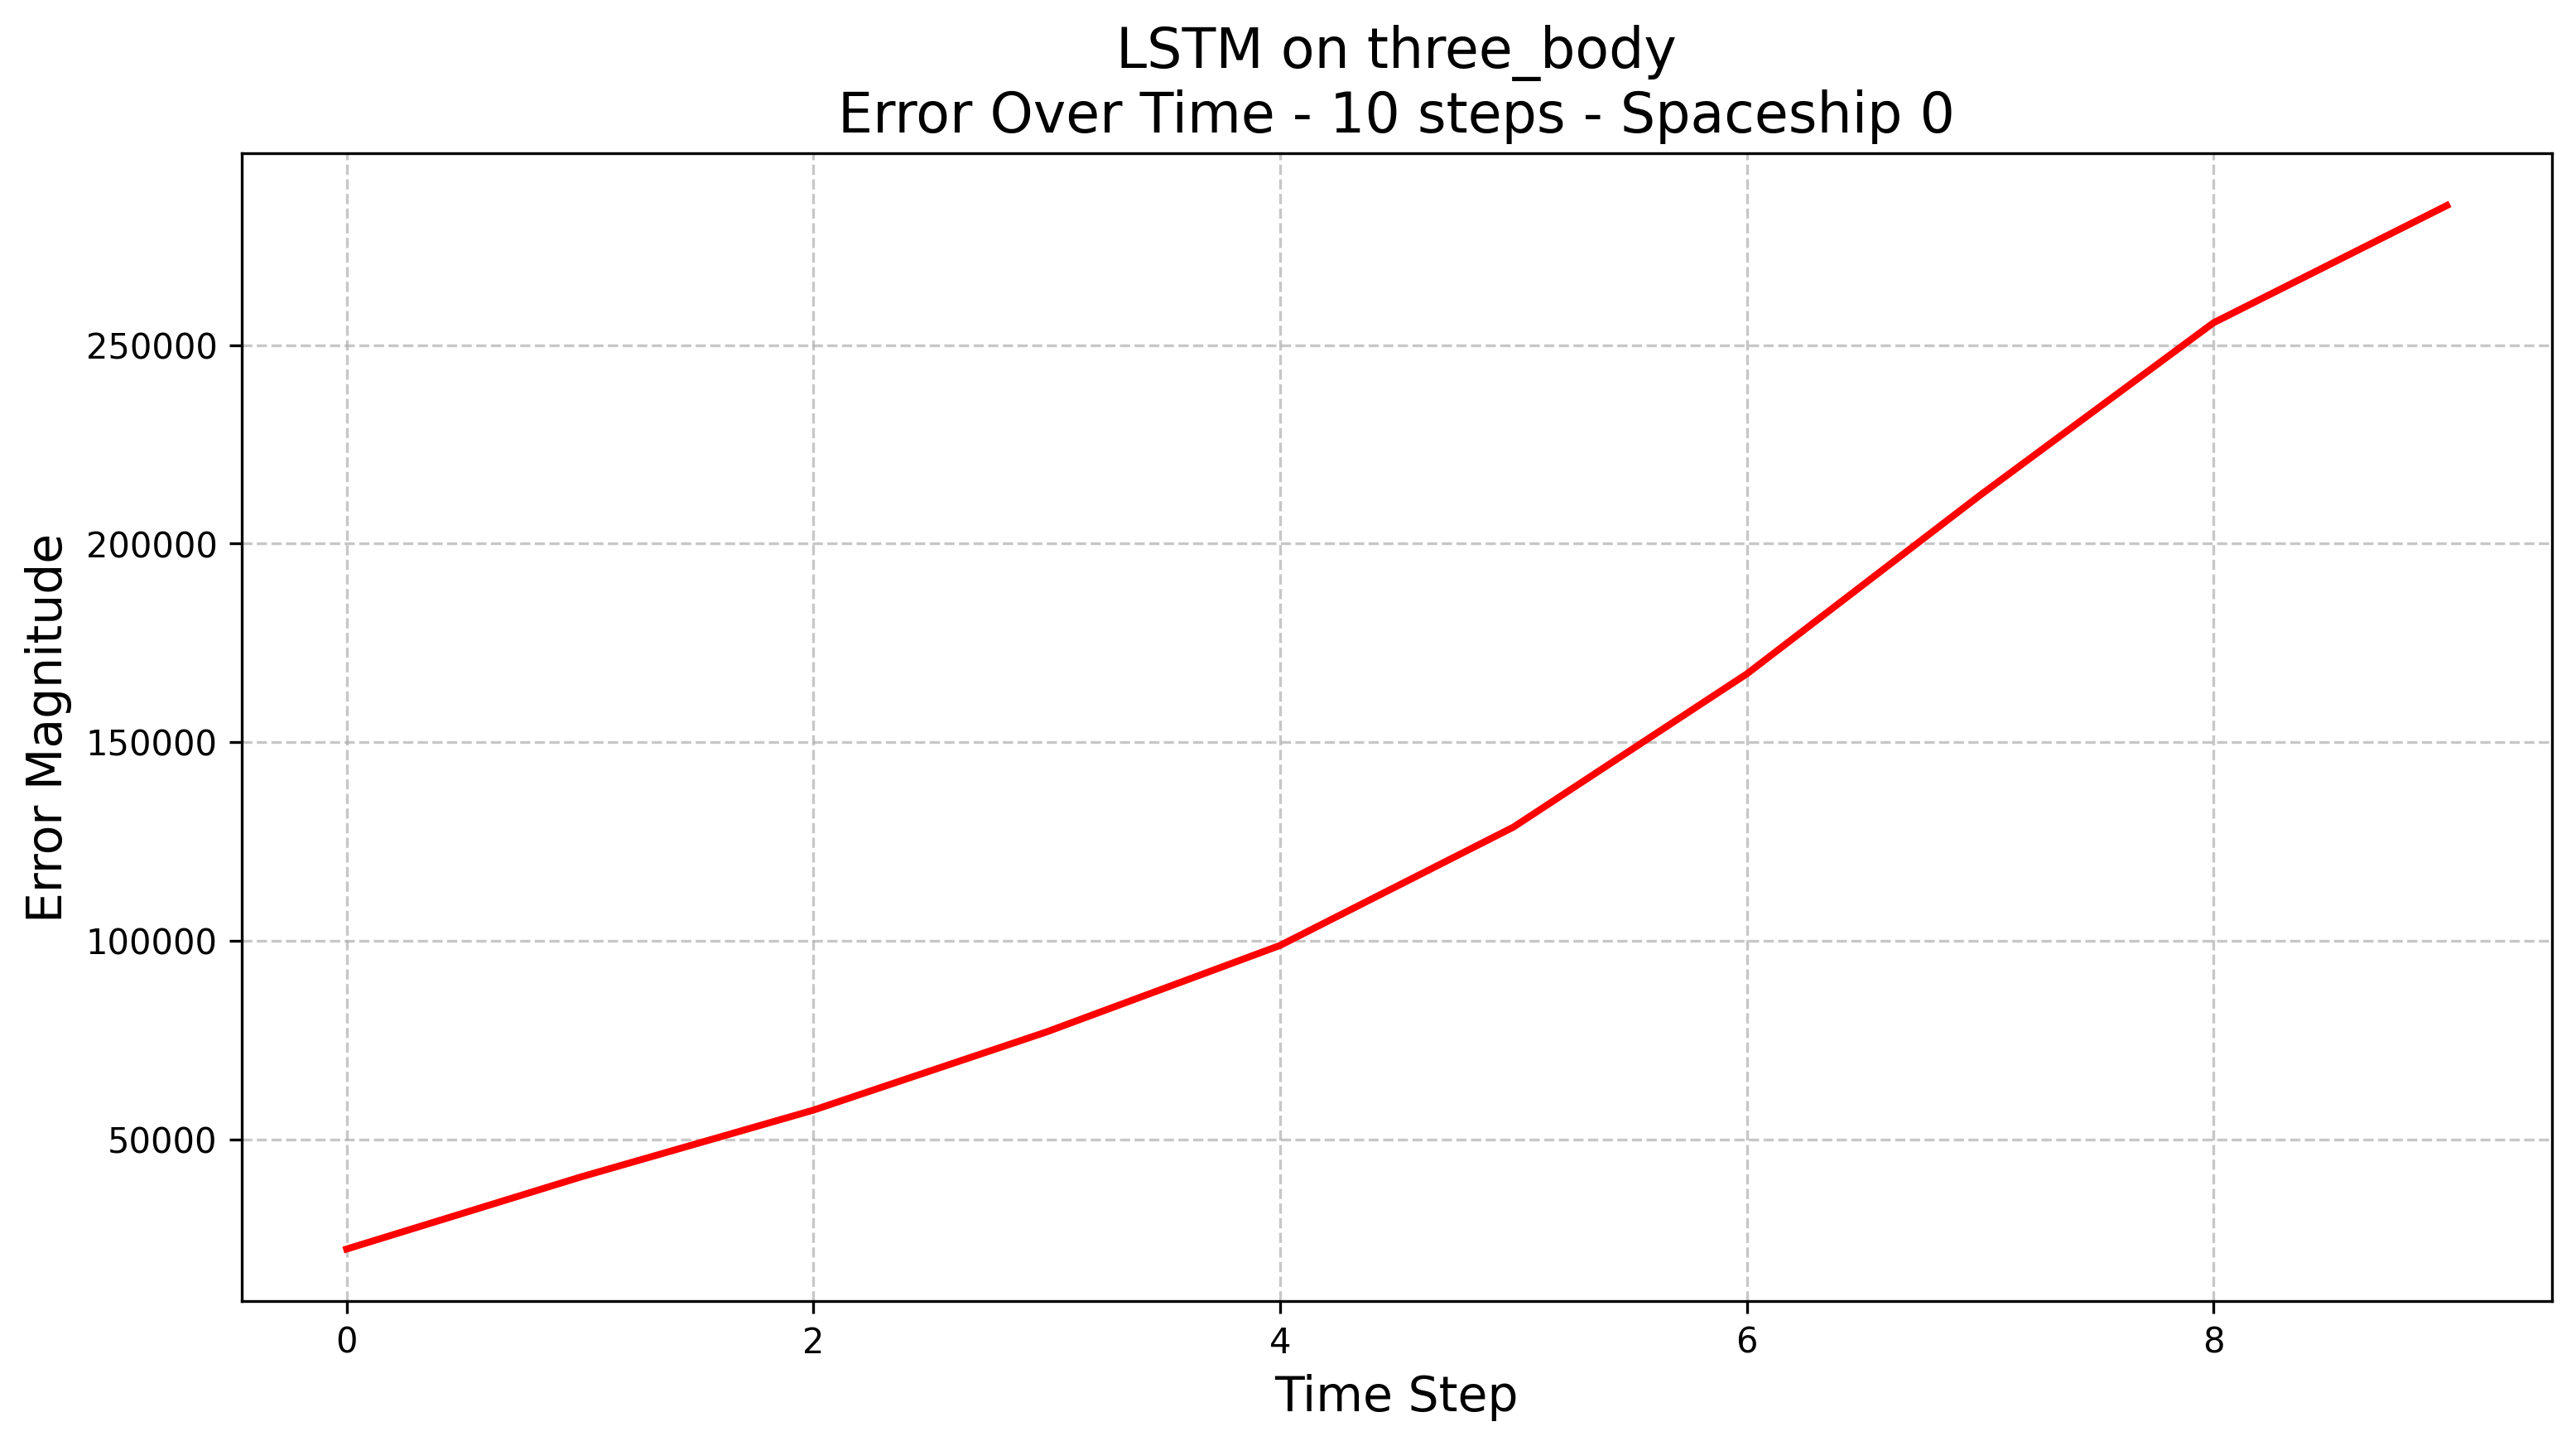 LSTM on three_body
Error Over Time - 10 steps - Spaceship 0
Error Magnitude
250000
200000
150000
100000
50000
0 2 4 6 8
Time Step